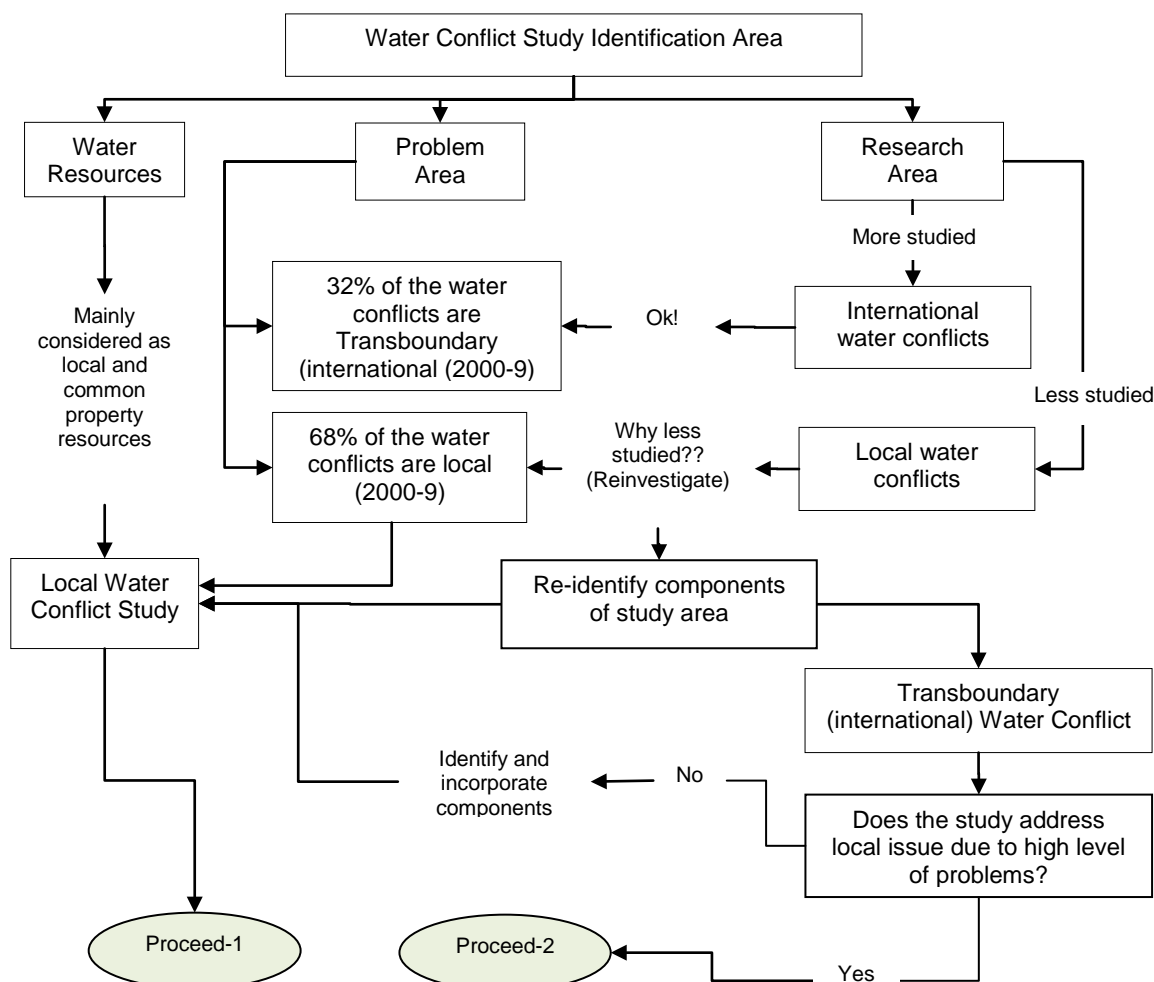 Water Conflict Study Identification Area
Water
Resources
Problem
Area
Research
Area
More studied
Mainly
considered as
local and
common
property
resources
32% of the water
conflicts are
Transboundary
(international (2000-9)
Ok!
International
water conflicts
Less studied
68% of the water
conflicts are local
(2000-9)
Why less
studied??
(Reinvestigate)
Local water
conflicts
Local Water
Conflict Study
Re-identify components
of study area
Transboundary
(international) Water Conflict
Identify and
incorporate
components
No
Does the study address
local issue due to high level
of problems?
Proceed-1
Proceed-2
Yes